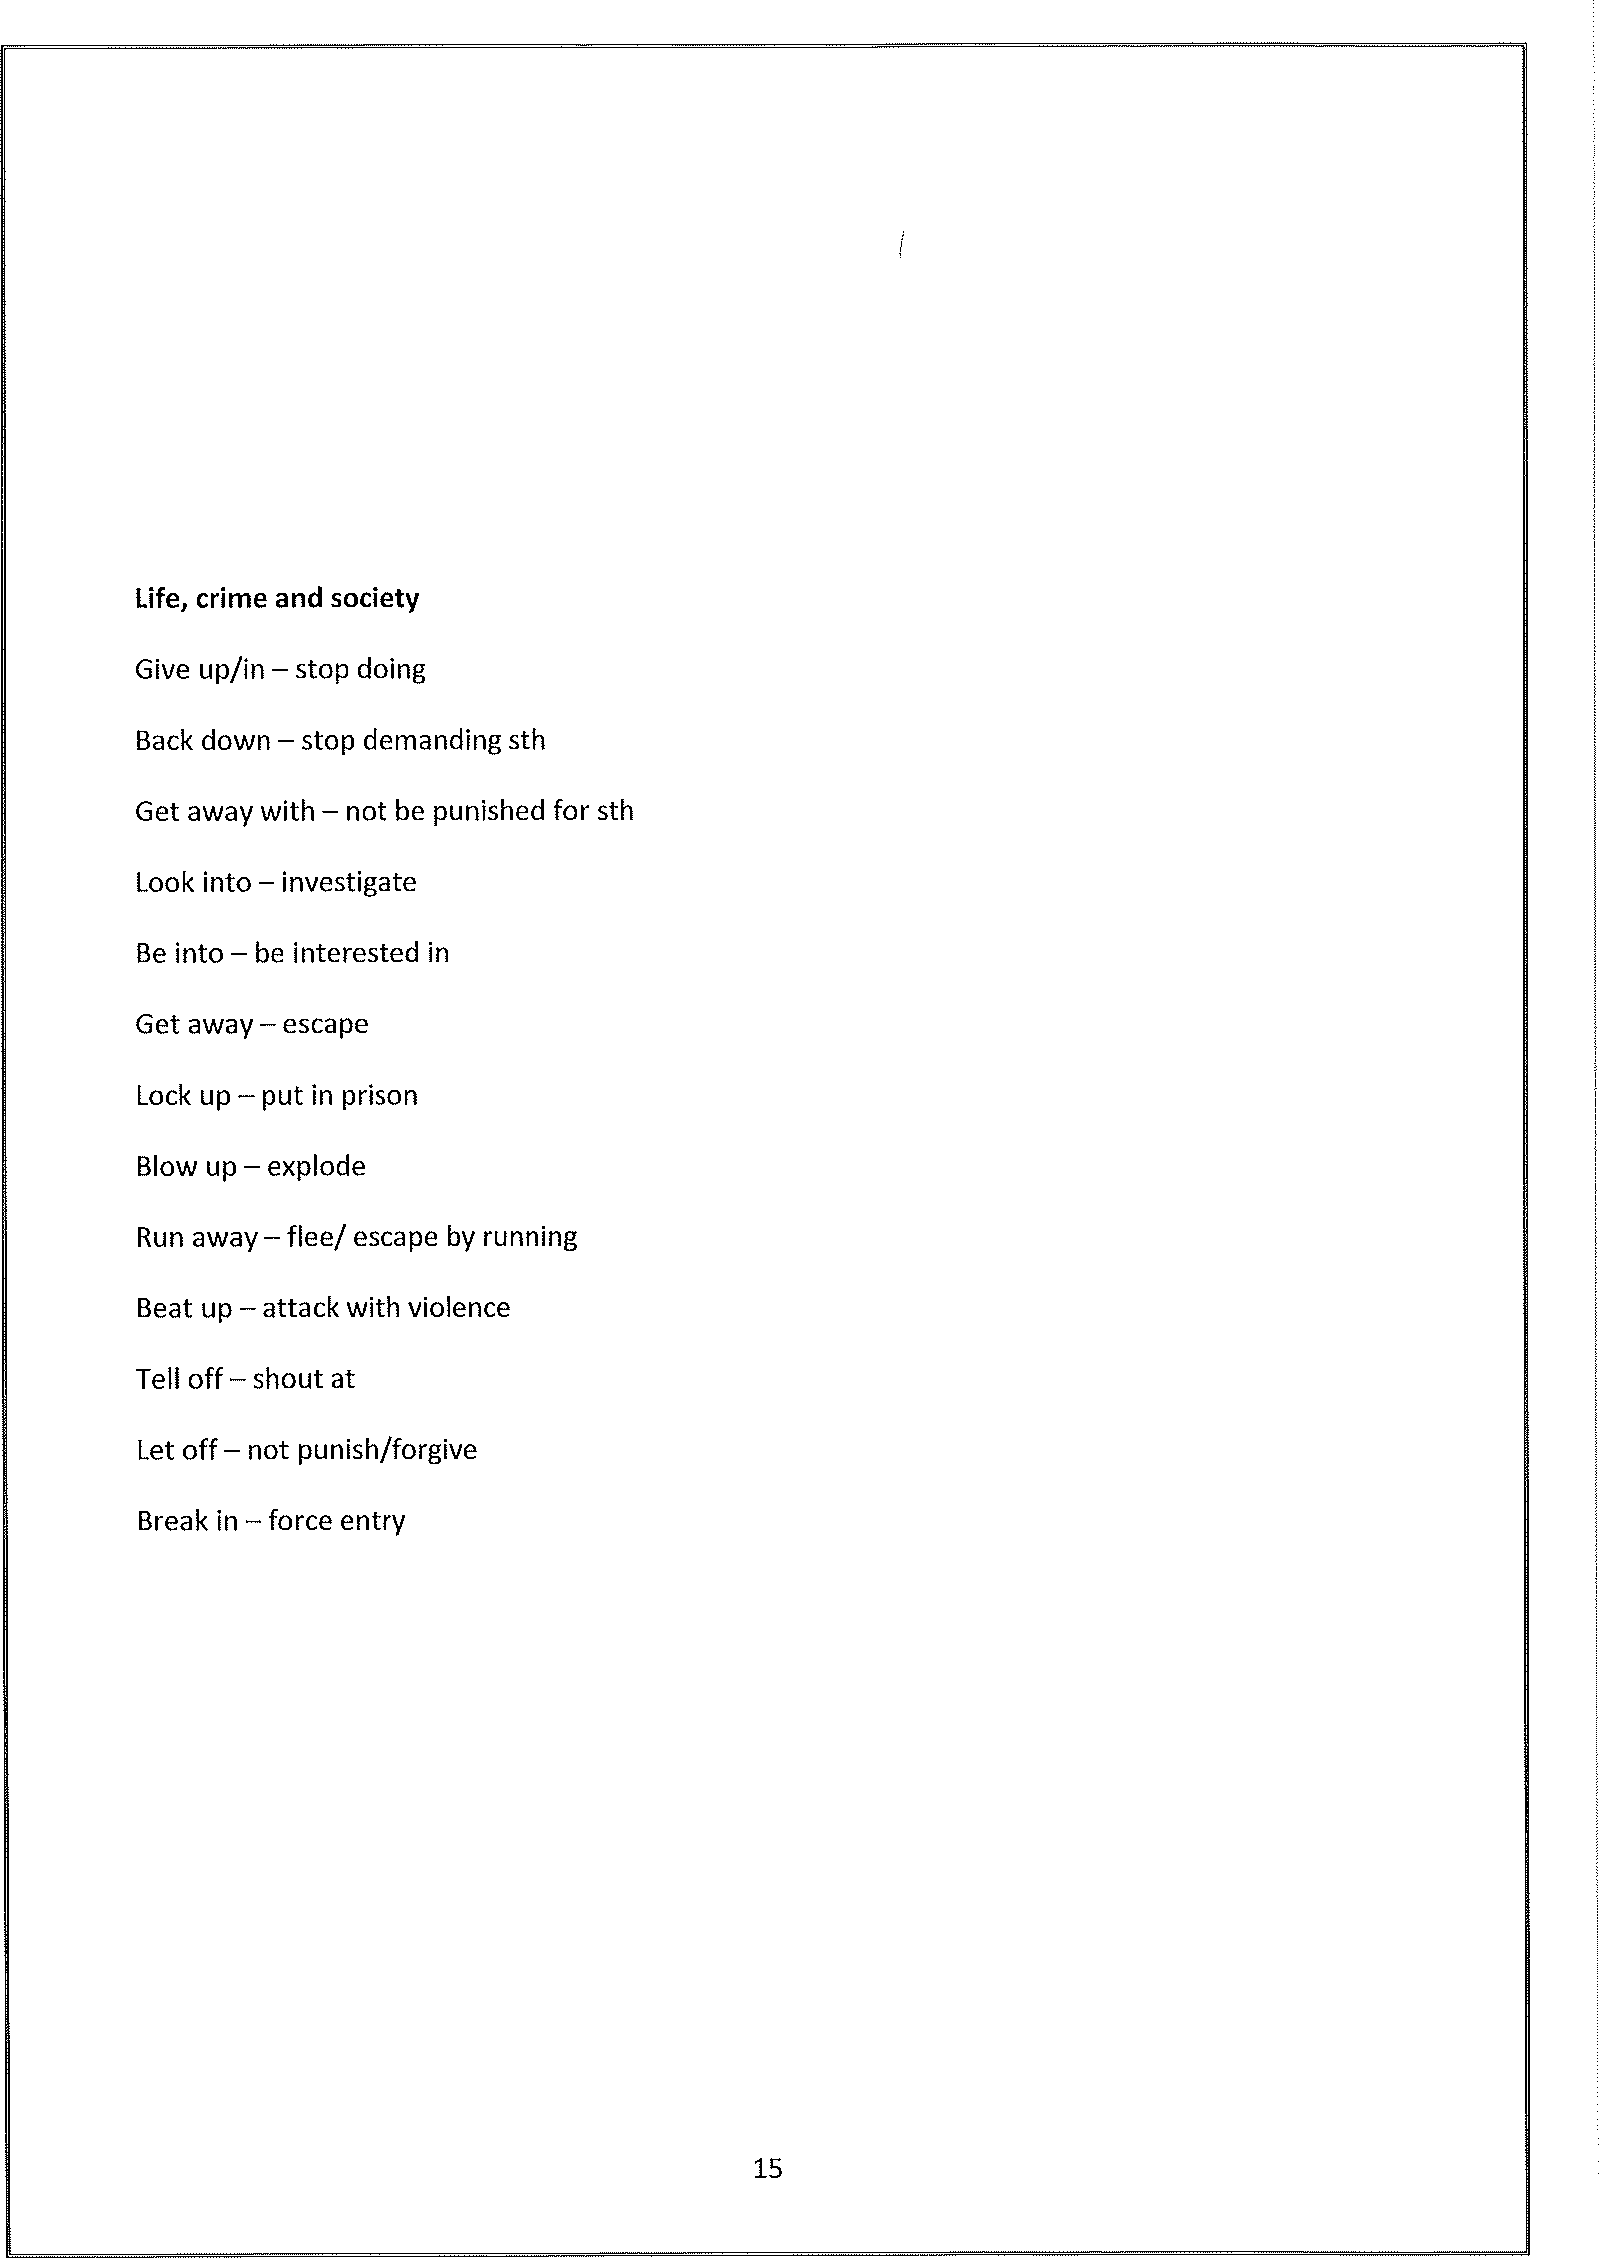 Life, crime and society
Give up/in – stop doing
Back down – stop demanding sth
Get away with – not be punished for sth
Look into – investigate
Be into – be interested in
Get away – escape
Lock up – put in prison
Blow up – explode
Run away – flee/ escape by running
Beat up – attack with violence
Tell off – shout at
Let off – not punish/forgive
Break in – force entry
15